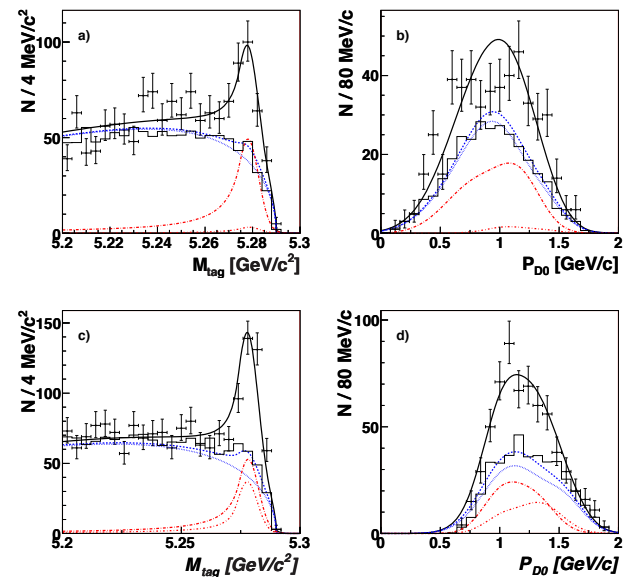 a)
N / 4 MeV/c²
100
50
0
5.2 5.22 5.24 5.26 5.28 5.3
M_tag [GeV/c²]
b)
N / 80 MeV/c
40
20
0
0 0.5 1 1.5 2
P_D0 [GeV/c]
c)
N / 4 MeV/c²
150
100
50
0
5.2 5.25 5.3
M_tag [GeV/c²]
d)
N / 80 MeV/c
100
50
0
0 0.5 1 1.5 2
P_D0 [GeV/c]